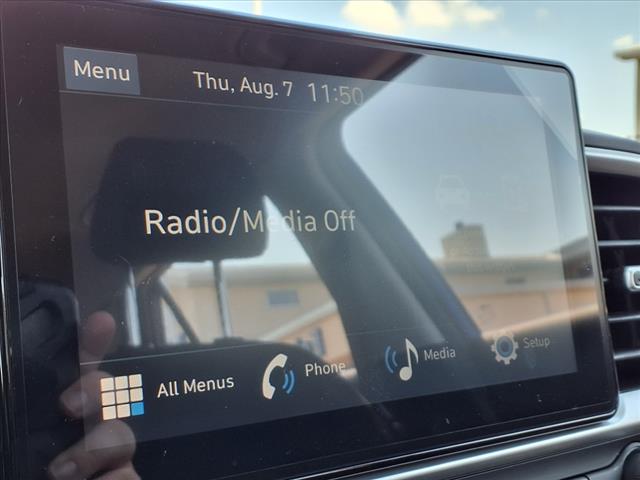 Menu
Thu, Aug. 7 11:50
Radio/Media Off
All Menus
Phone
Media
Setup